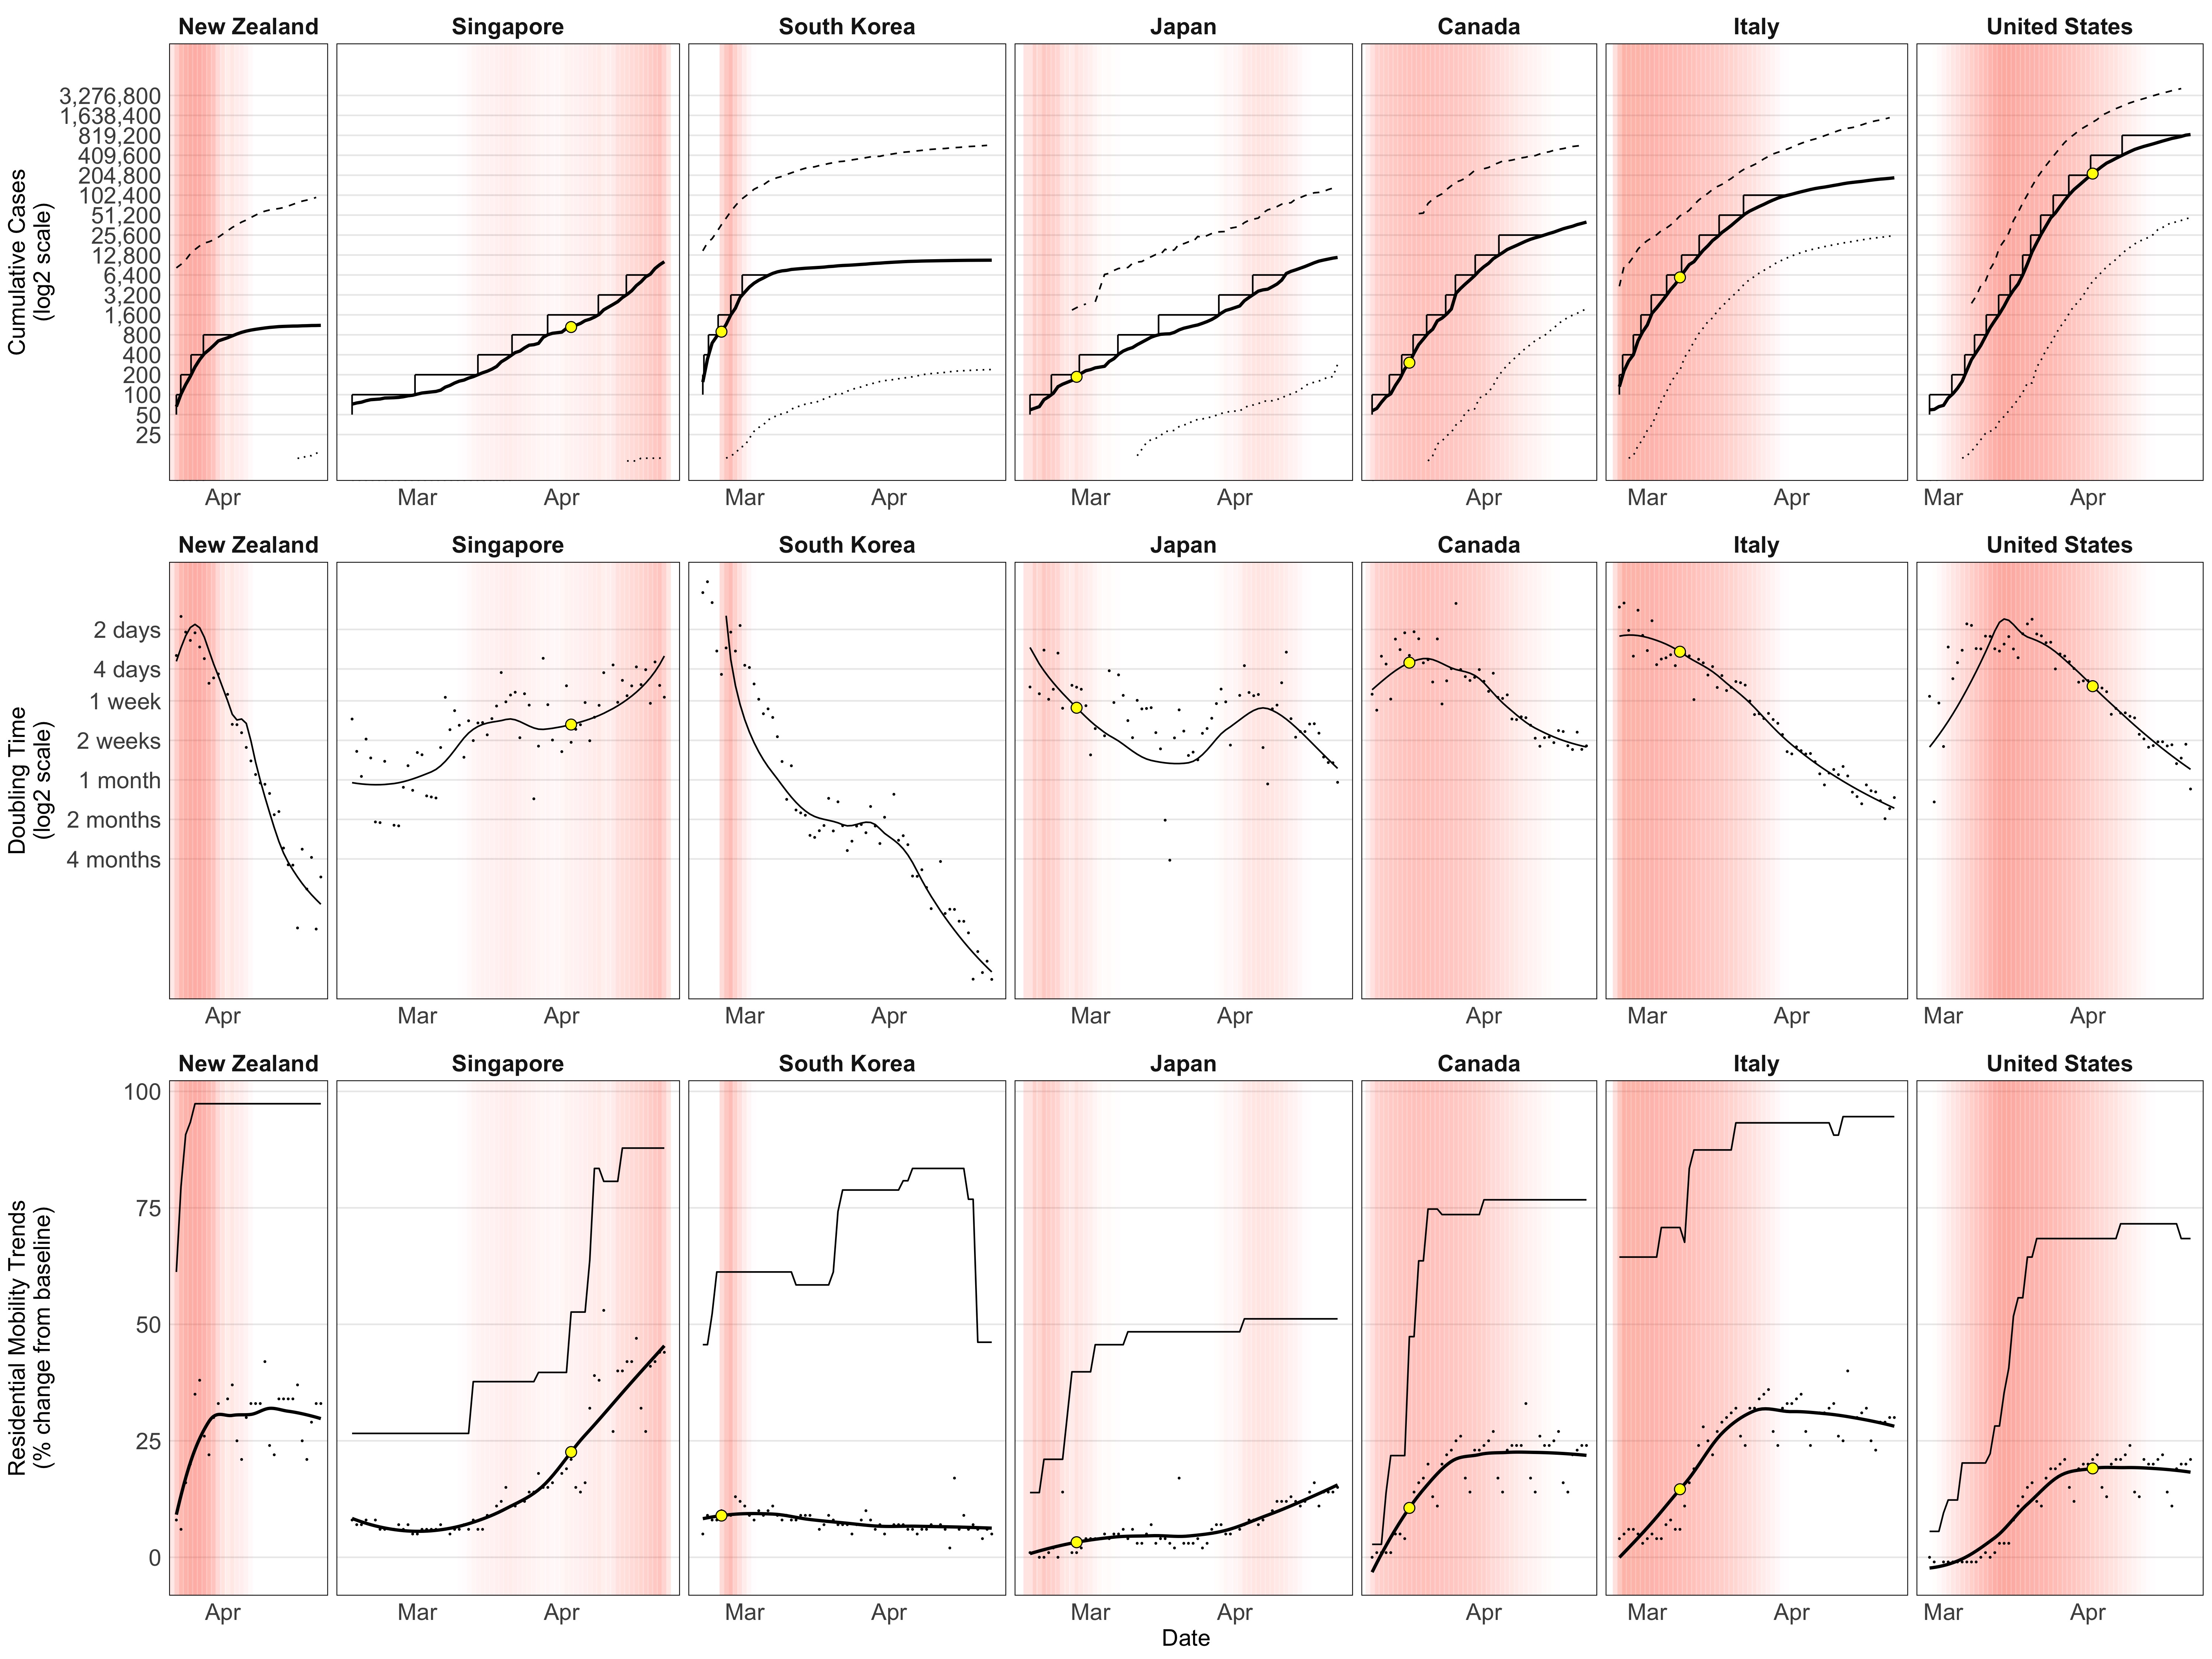 New Zealand Singapore South Korea Japan Canada Italy United States
3,276,800
1,638,400
819,200
409,600
204,800
102,400
51,200
25,600
12,800
6,400
3,200
1,600
800
400
200
100
50
25
Cumulative Cases
(log2 scale)
Apr Mar Apr Mar Apr Mar Apr Apr Mar Apr Mar Apr
New Zealand Singapore South Korea Japan Canada Italy United States
2 days
4 days
1 week
2 weeks
1 month
2 months
4 months
Doubling Time
(log2 scale)
Apr Mar Apr Mar Apr Mar Apr Apr Mar Apr Mar Apr
New Zealand Singapore South Korea Japan Canada Italy United States
100
75
50
25
0
Residential Mobility Trends
(% change from baseline)
Apr Mar Apr Mar Apr Mar Apr Apr Mar Apr Mar Apr
Date